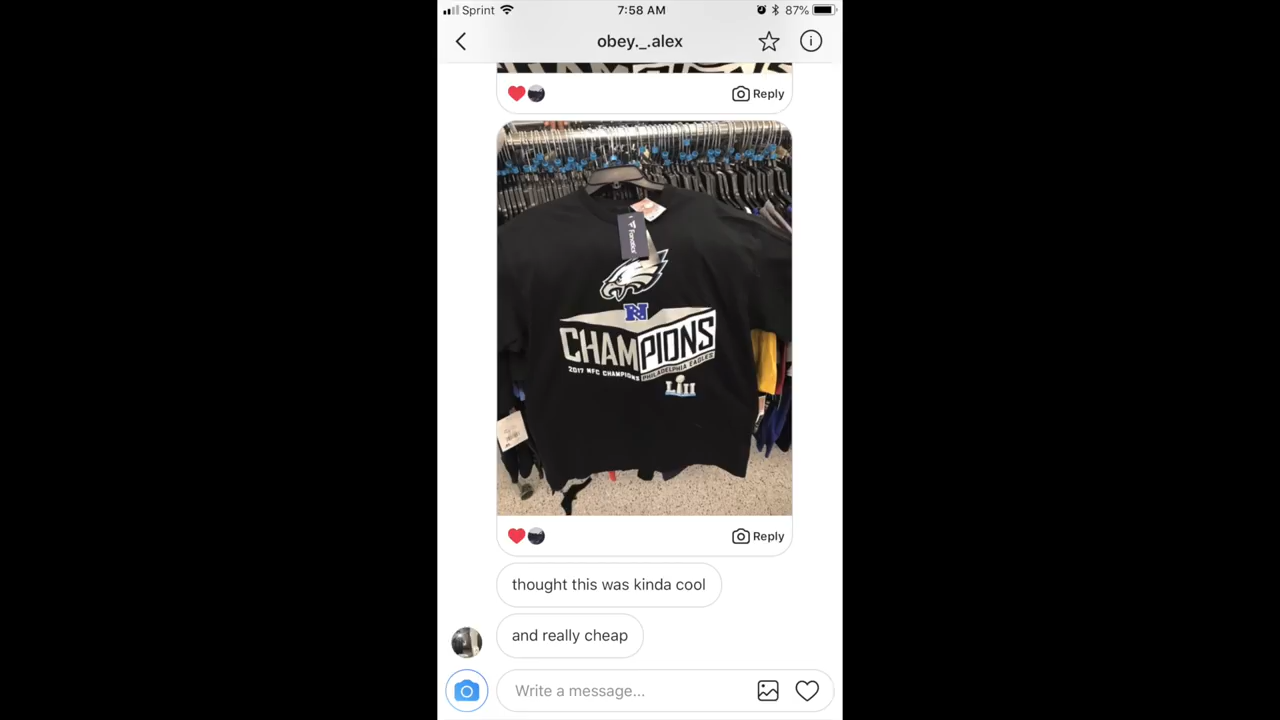 Sprint
7:58 AM
87%
obey._.alex
Reply
Fanatics
N
CHAMPIONS
2017 NFC CHAMPIONS PHILADELPHIA EAGLES
LII
Reply
thought this was kinda cool
and really cheap
Write a message...